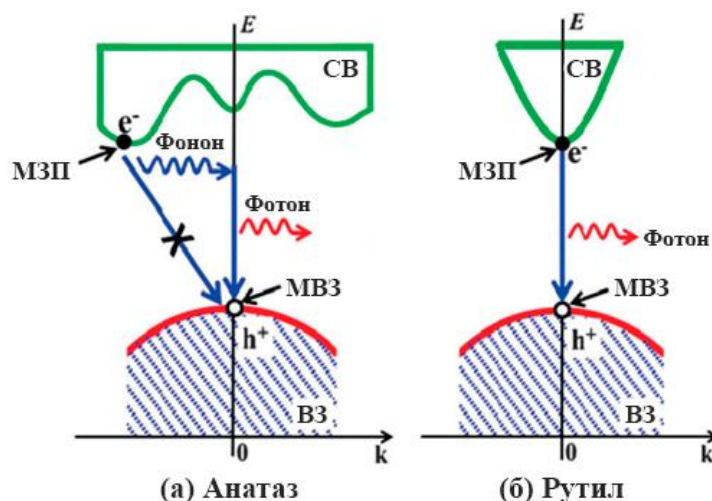 E
СВ
e-
Фонон
МЗП
Фотон
МВЗ
h+
ВЗ
0
k
(а) Анатаз
E
СВ
e-
МЗП
Фотон
МВЗ
h+
ВЗ
0
k
(б) Рутил